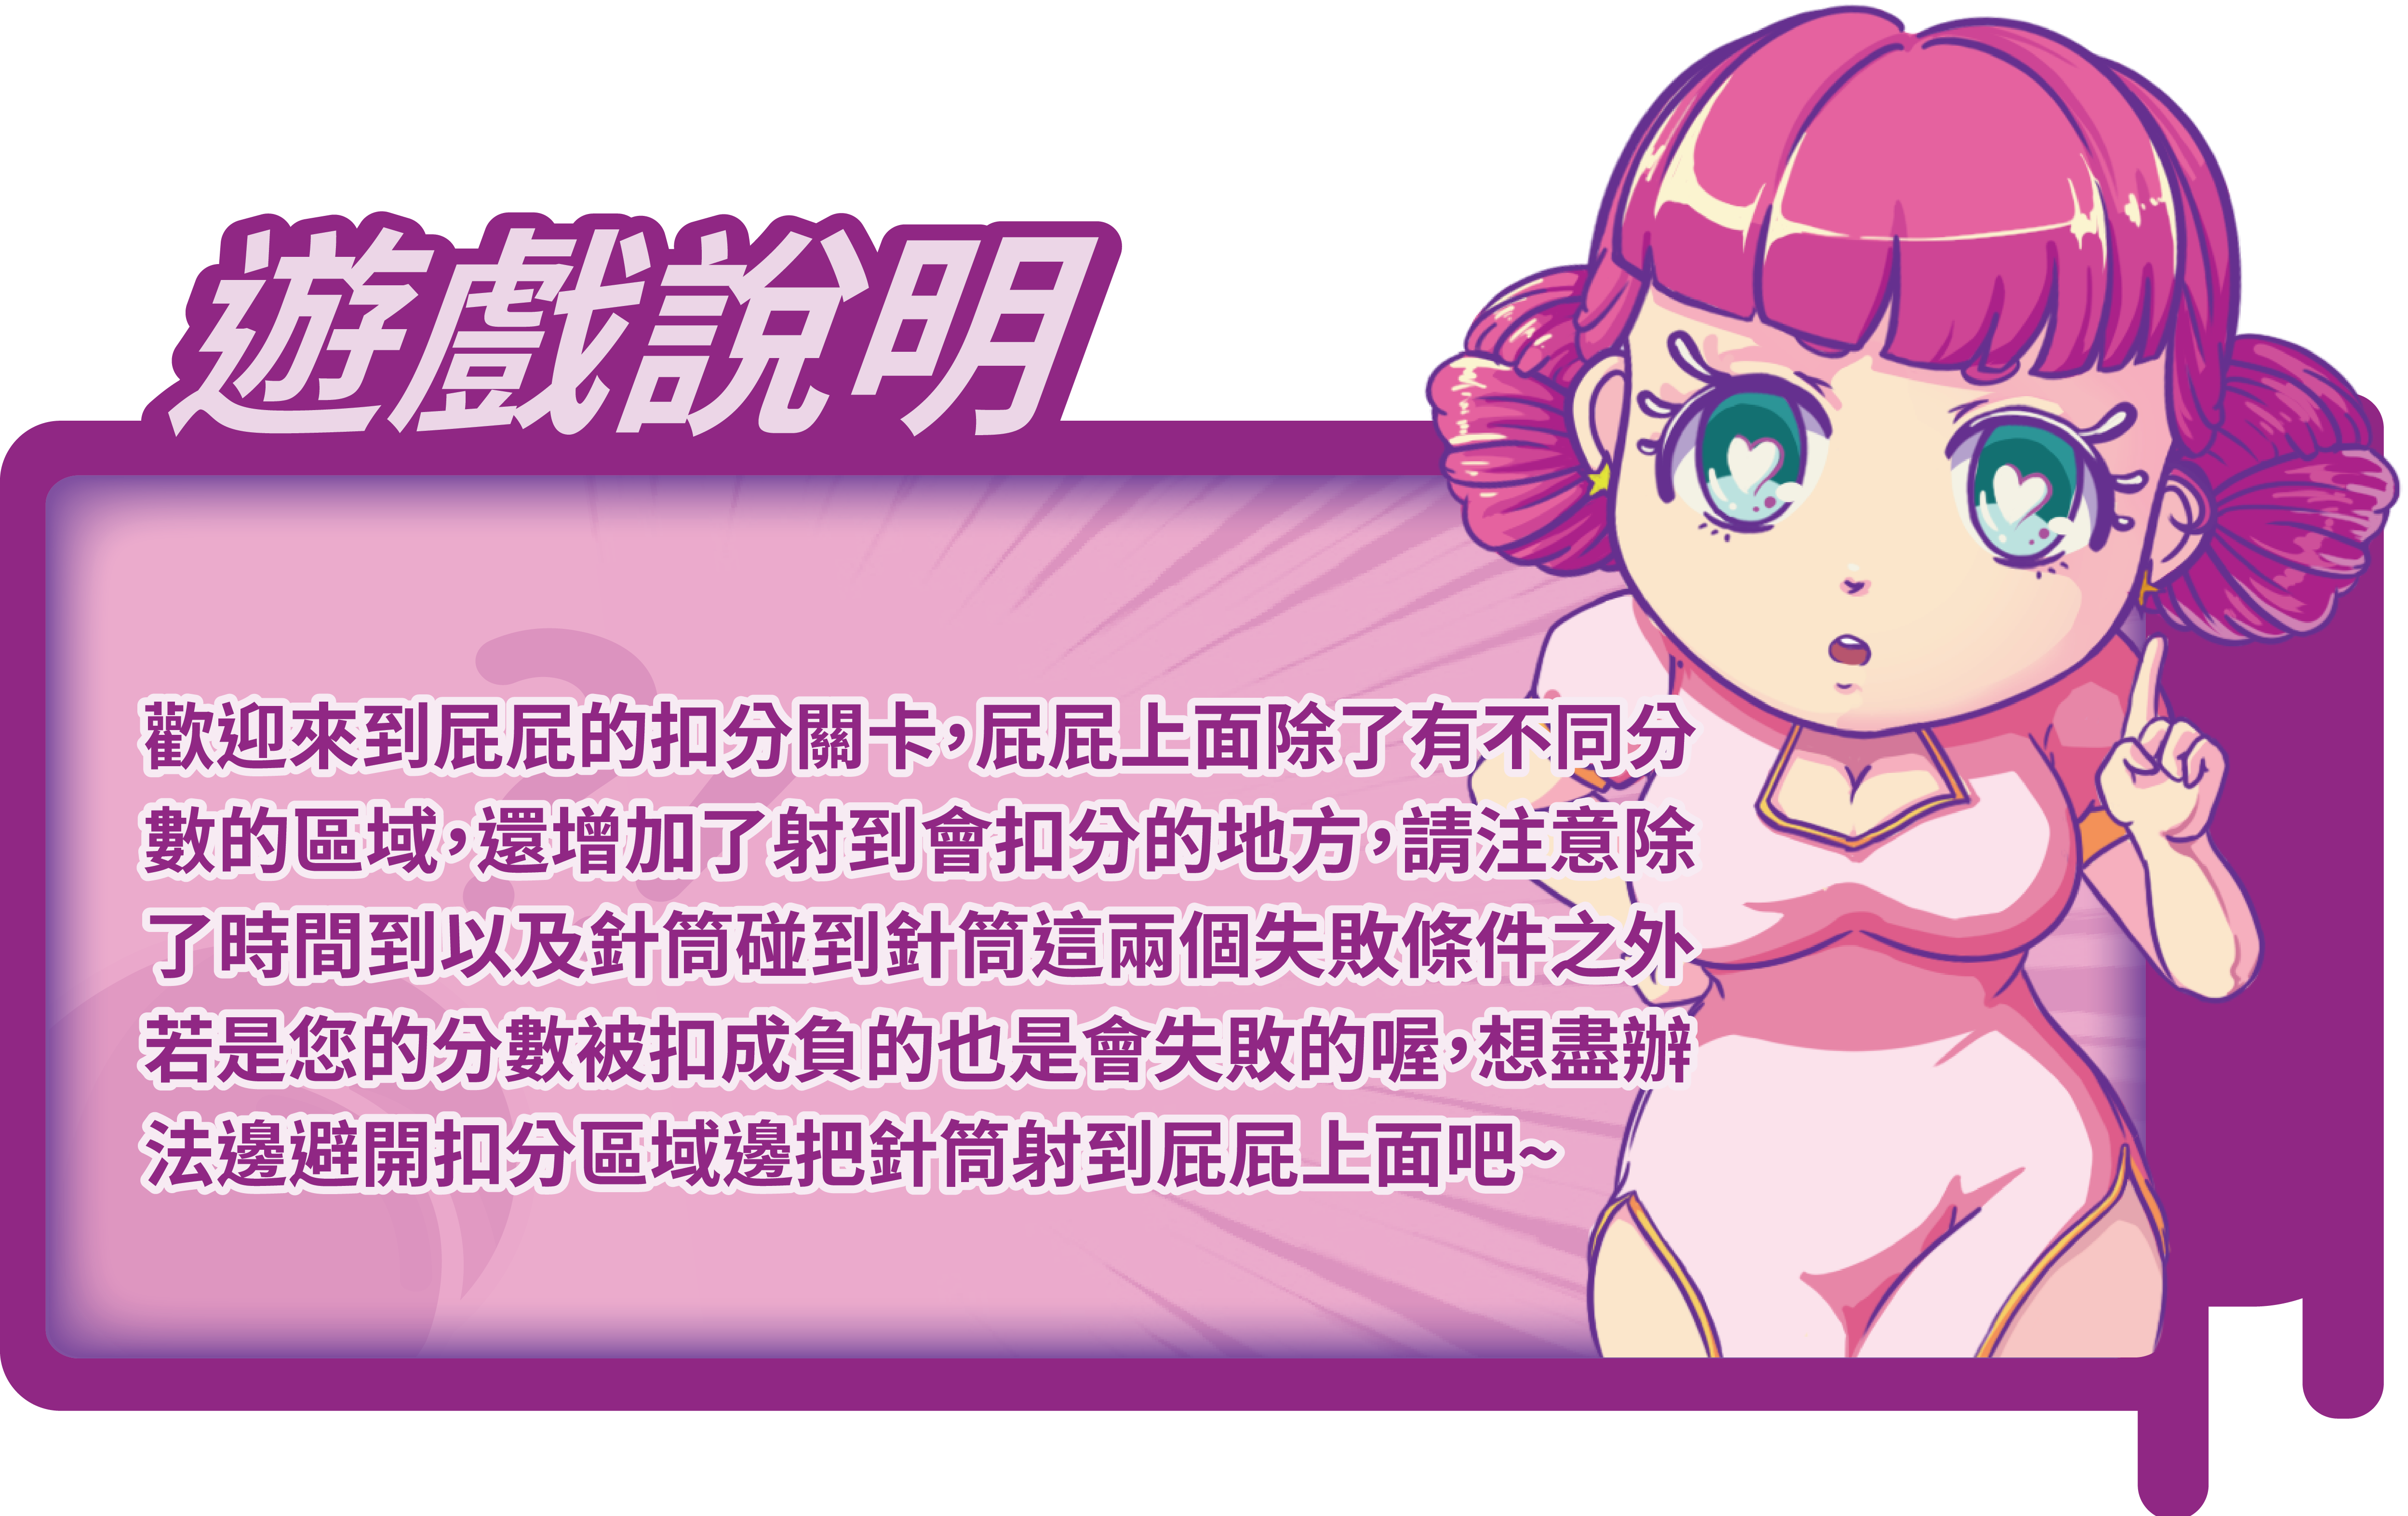 遊戲說明
歡迎來到屁屁的扣分關卡，屁屁上面除了有不同分
數的區域，還增加了射到會扣分的地方，請注意除
了時間到以及針筒碰到針筒這兩個失敗條件之外
若是您的分數被扣成負的也是會失敗的喔，想盡辦
法邊避開扣分區域邊把針筒射到屁屁上面吧~